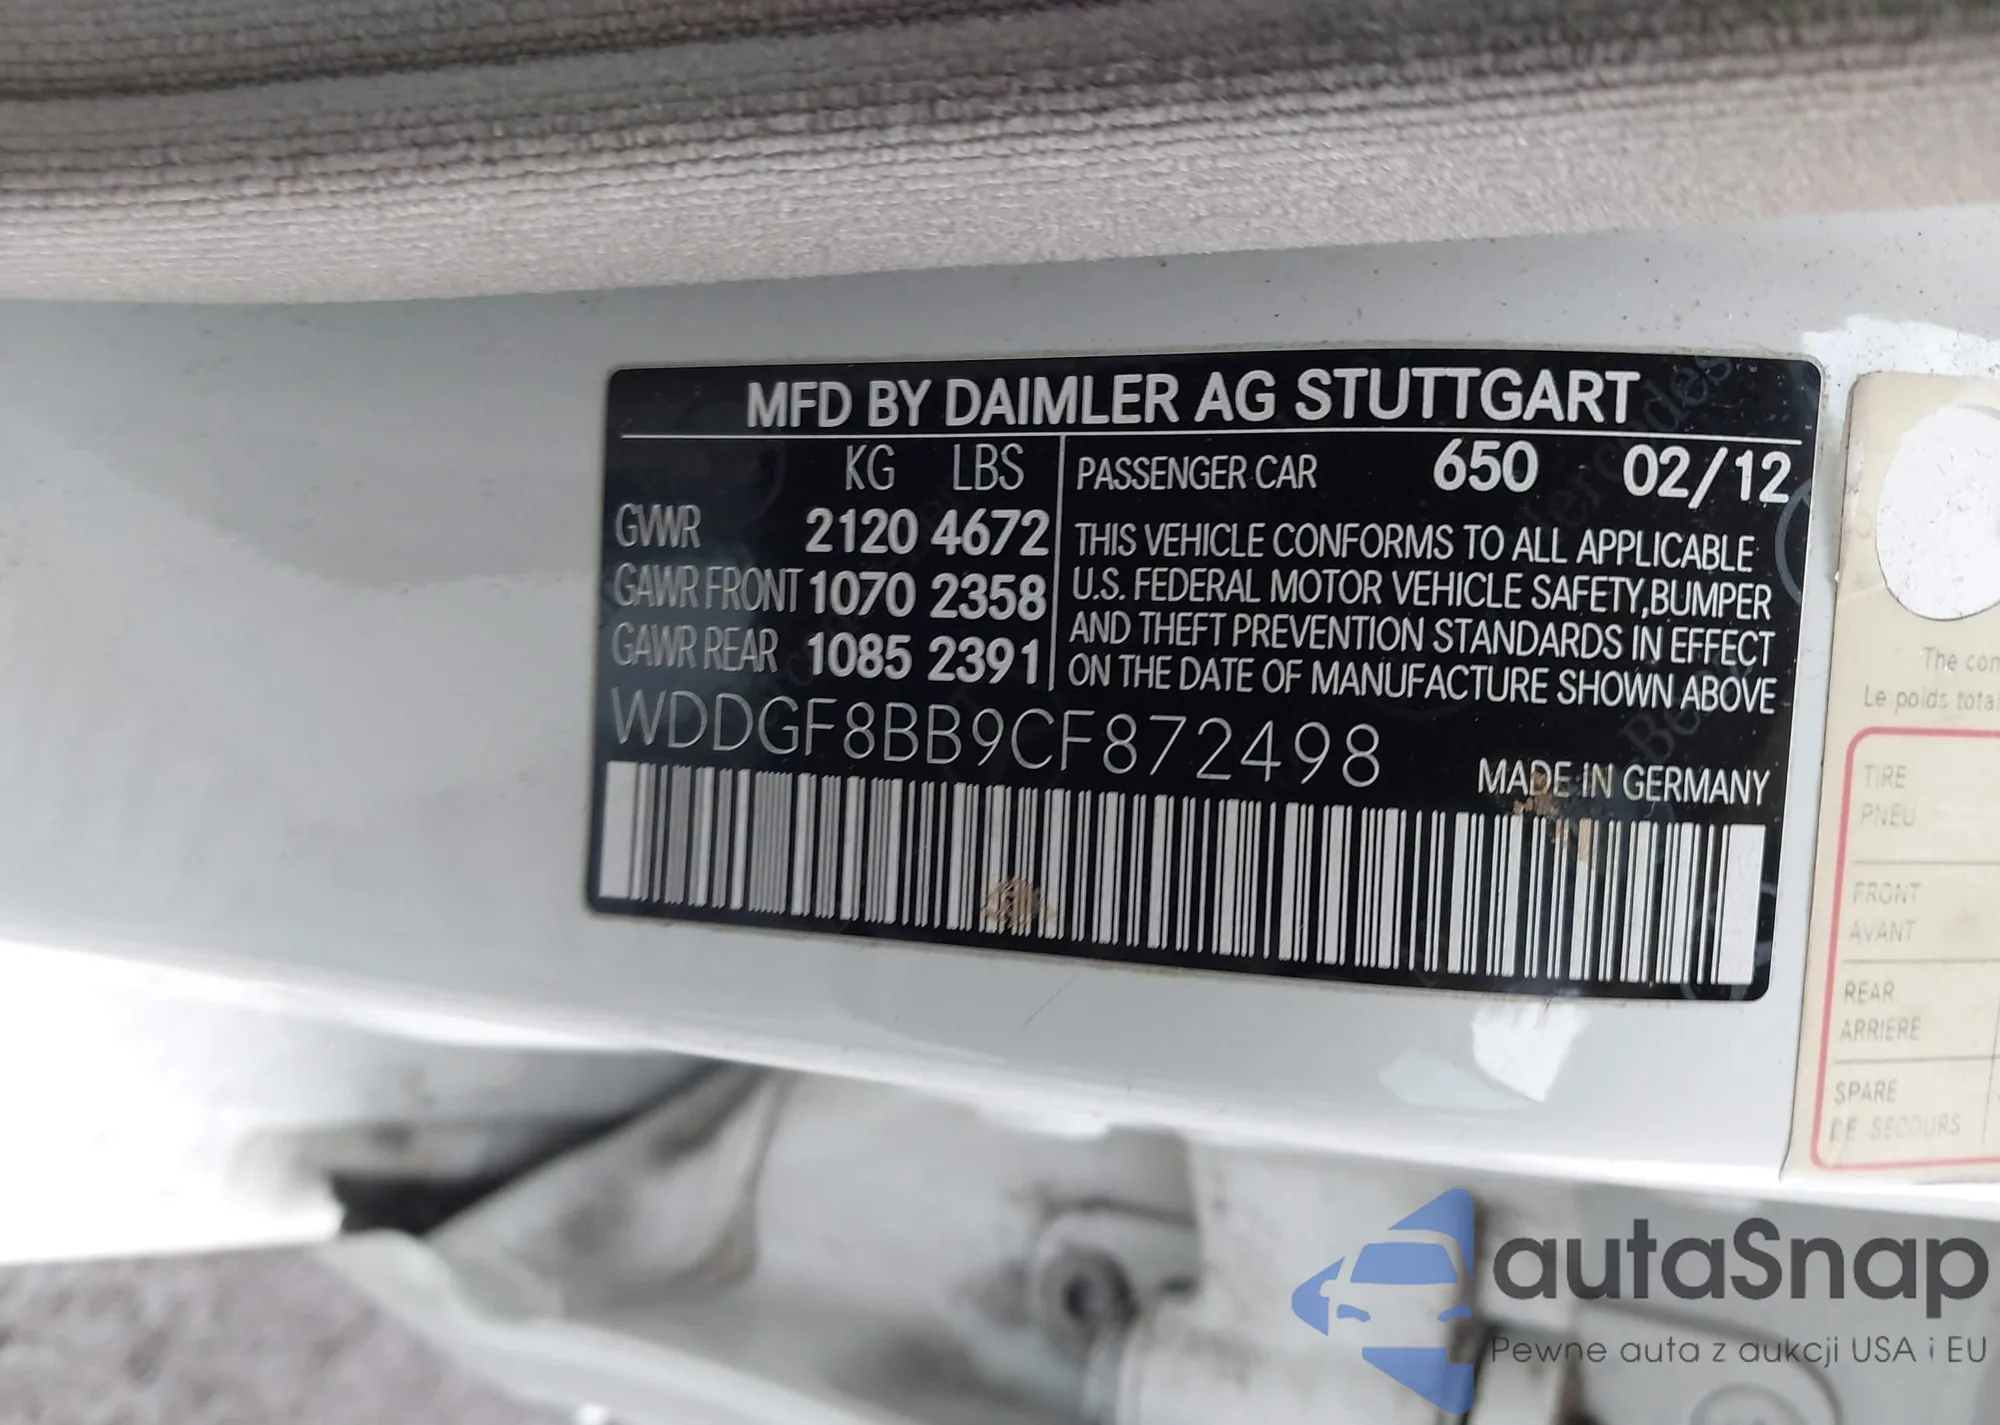 MFD BY DAIMLER AG STUTTGART
KG LBS
GVWR 2120 4672
GAWR FRONT 1070 2358
GAWR REAR 1085 2391
PASSENGER CAR 650 02/12
THIS VEHICLE CONFORMS TO ALL APPLICABLE
U.S. FEDERAL MOTOR VEHICLE SAFETY,BUMPER
AND THEFT PREVENTION STANDARDS IN EFFECT
ON THE DATE OF MANUFACTURE SHOWN ABOVE
WDDGF8BB9CF872498
MADE IN GERMANY
The com
Le poids total
TIRE
PNEU
FRONT
AVANT
REAR
ARRIERE
SPARE
DE SECOURS
autaSnap
Pewne auta z aukcji USA i EU